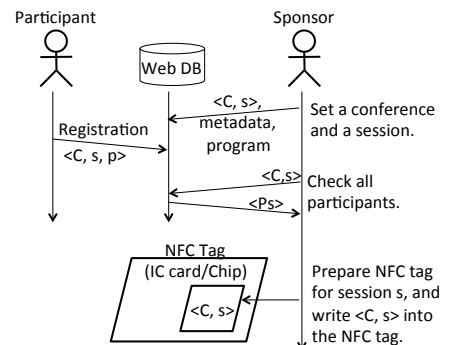 Participant
Sponsor
Web DB
<C, s>,
metadata,
program
Set a conference
and a session.
Registration
<C, s, p>
<C,s>
Check all
participants.
<Ps>
NFC Tag
(IC card/Chip)
<C, s>
Prepare NFC tag
for session s, and
write <C, s> into
the NFC tag.